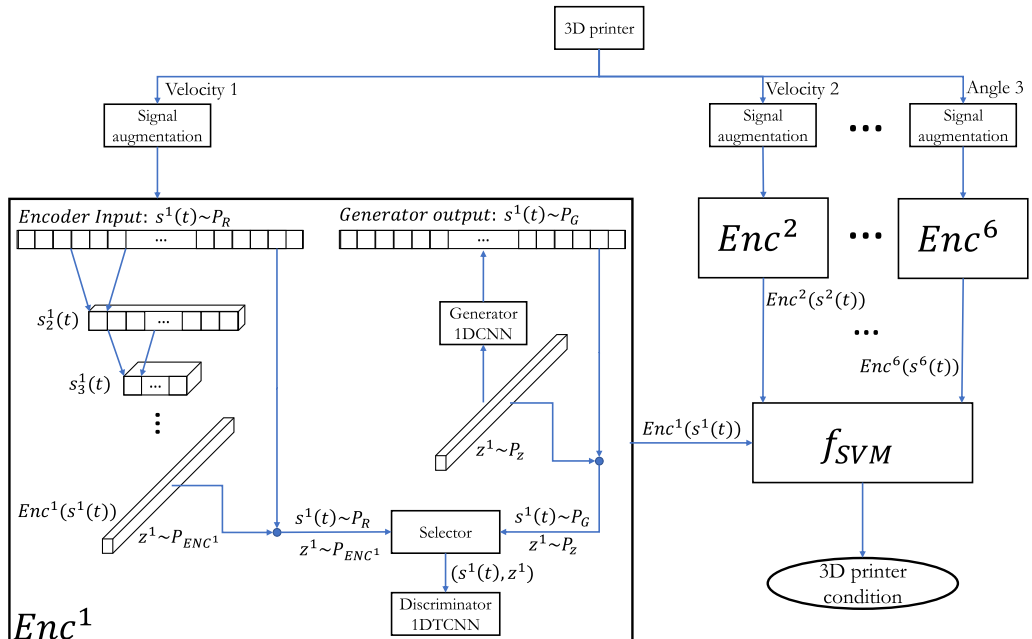 3D printer
Velocity 1
Velocity 2
Angle 3
Signal
augmentation
Signal
augmentation
...
Signal
augmentation
Encoder Input: s¹(t)~P_R
Generator output: s¹(t)~P_G
...
...
Enc²
...
Enc⁶
s¹₂(t)
...
Generator
1DCNN
Enc²(s²(t))
...
s¹₃(t)
...
Enc⁶(s⁶(t))
...
z¹~P_z
Enc¹(s¹(t))
f_SVM
Enc¹(s¹(t))
z¹~P_ENC¹
s¹(t)~P_R
z¹~P_ENC¹
Selector
s¹(t)~P_G
z¹~P_z
(s¹(t), z¹)
Discriminator
1DTCNN
3D printer
condition
Enc¹